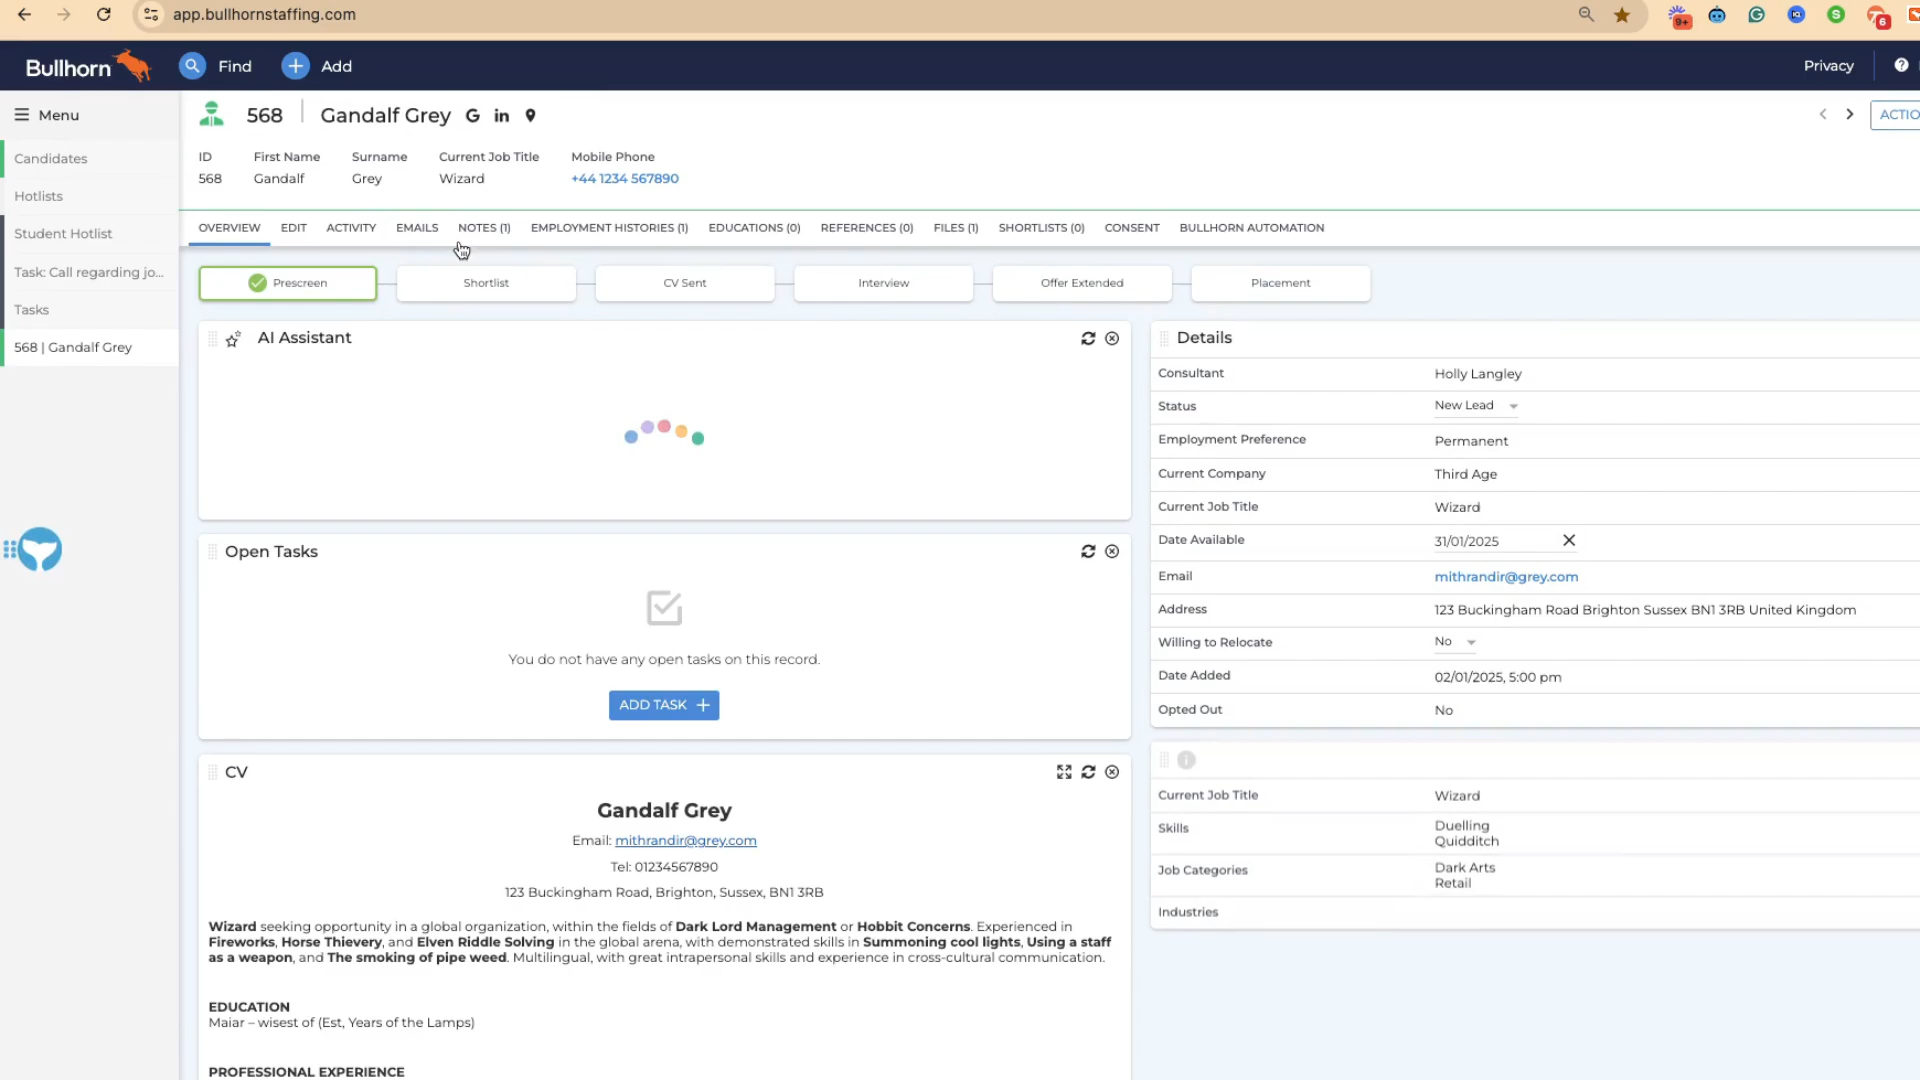 app.bullhornstaffing.com
9+
6
Bullhorn
Find
Add
Privacy
Menu
568
Gandalf Grey
ACTIO
Candidates
Hotlists
Student Hotlist
Task: Call regarding jo...
Tasks
568 | Gandalf Grey
ID
First Name
Surname
Current Job Title
Mobile Phone
568
Gandalf
Grey
Wizard
+44 1234 567890
OVERVIEW
EDIT
ACTIVITY
EMAILS
NOTES (1)
EMPLOYMENT HISTORIES (1)
EDUCATIONS (0)
REFERENCES (0)
FILES (1)
SHORTLISTS (0)
CONSENT
BULLHORN AUTOMATION
Prescreen
Shortlist
CV Sent
Interview
Offer Extended
Placement
AI Assistant
Open Tasks
You do not have any open tasks on this record.
ADD TASK
CV
Gandalf Grey
Email: mithrandir@grey.com
Tel: 01234567890
123 Buckingham Road, Brighton, Sussex, BN1 3RB
Wizard seeking opportunity in a global organization, within the fields of Dark Lord Management or Hobbit Concerns. Experienced in
Fireworks, Horse Thievery, and Elven Riddle Solving in the global arena, with demonstrated skills in Summoning cool lights, Using a staff
as a weapon, and The smoking of pipe weed. Multilingual, with great intrapersonal skills and experience in cross-cultural communication.
EDUCATION
Maiar – wisest of (Est, Years of the Lamps)
PROFESSIONAL EXPERIENCE
Details
Consultant
Holly Langley
Status
New Lead
Employment Preference
Permanent
Current Company
Third Age
Current Job Title
Wizard
Date Available
31/01/2025
Email
mithrandir@grey.com
Address
123 Buckingham Road Brighton Sussex BN1 3RB United Kingdom
Willing to Relocate
No
Date Added
02/01/2025, 5:00 pm
Opted Out
No
Current Job Title
Wizard
Skills
Duelling
Quidditch
Job Categories
Dark Arts
Retail
Industries